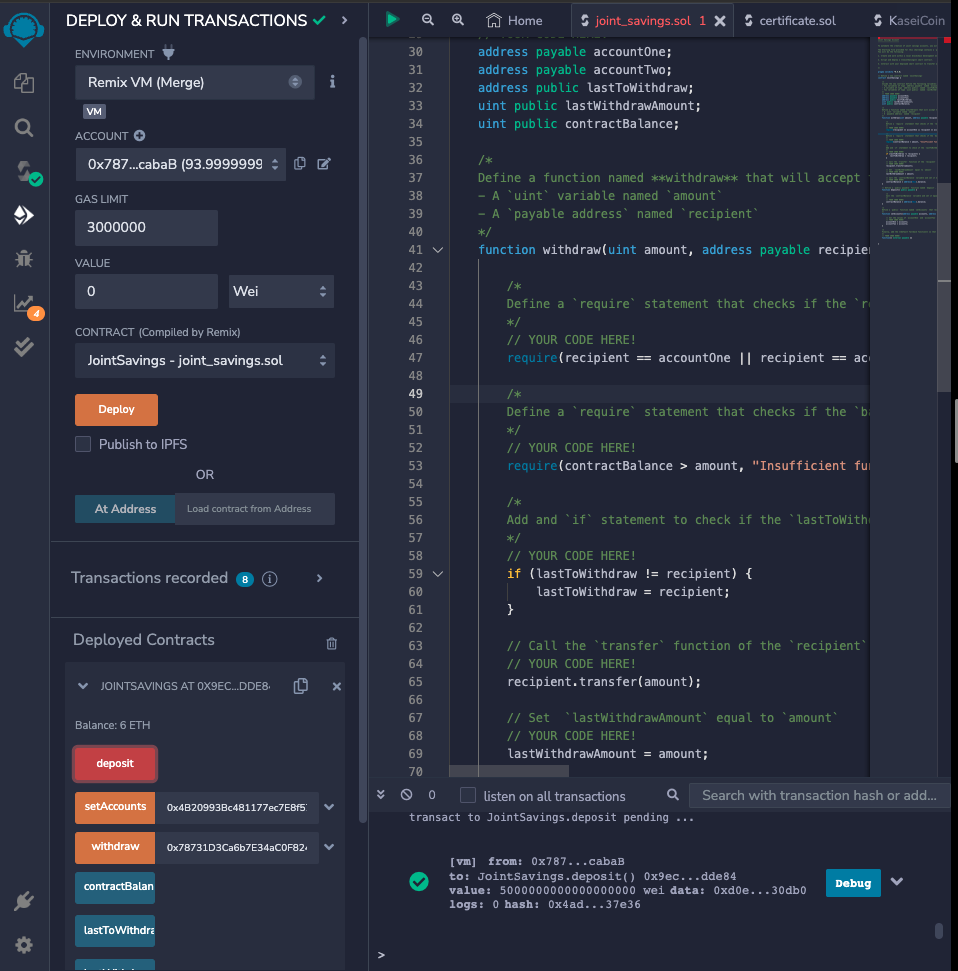 DEPLOY & RUN TRANSACTIONS
ENVIRONMENT
Remix VM (Merge)
VM
ACCOUNT
0x787...cabaB (93.9999999
GAS LIMIT
3000000
VALUE
0
Wei
CONTRACT (Compiled by Remix)
JointSavings - joint_savings.sol
Deploy
Publish to IPFS
OR
At Address
Load contract from Address
Transactions recorded 8
Deployed Contracts
JOINTSAVINGS AT 0X9EC...DDE84
Balance: 6 ETH
deposit
setAccounts
0x4B20993Bc481177ec7E8f5
withdraw
0x78731D3Ca6b7E34aC0F824
contractBalan
lastToWithdra
4
Home
joint_savings.sol 1
certificate.sol
KaseiCoin
30 address payable accountOne;
31 address payable accountTwo;
32 address public lastToWithdraw;
33 uint public lastWithdrawAmount;
34 uint public contractBalance;
35
36 /*
37 Define a function named **withdraw** that will accept
38 - A `uint` variable named `amount`
39 - A `payable address` named `recipient`
40 */
41 function withdraw(uint amount, address payable recipien
42
43 /*
44 Define a `require` statement that checks if the `re
45 */
46 // YOUR CODE HERE!
47 require(recipient == accountOne || recipient == acc
48
49 /*
50 Define a `require` statement that checks if the `ba
51 */
52 // YOUR CODE HERE!
53 require(contractBalance > amount, "Insufficient fun
54
55 /*
56 Add and `if` statement to check if the `lastToWith
57 */
58 // YOUR CODE HERE!
59 if (lastToWithdraw != recipient) {
60 lastToWithdraw = recipient;
61 }
62
63 // Call the `transfer` function of the `recipient`
64 // YOUR CODE HERE!
65 recipient.transfer(amount);
66
67 // Set  `lastWithdrawAmount` equal to `amount`
68 // YOUR CODE HERE!
69 lastWithdrawAmount = amount;
70
0
listen on all transactions
Search with transaction hash or add...
transact to JointSavings.deposit pending ...
[vm] from: 0x787...cabaB
to: JointSavings.deposit() 0x9ec...dde84
value: 5000000000000000000 wei data: 0xd0e...30db0
logs: 0 hash: 0x4ad...37e36
Debug
>